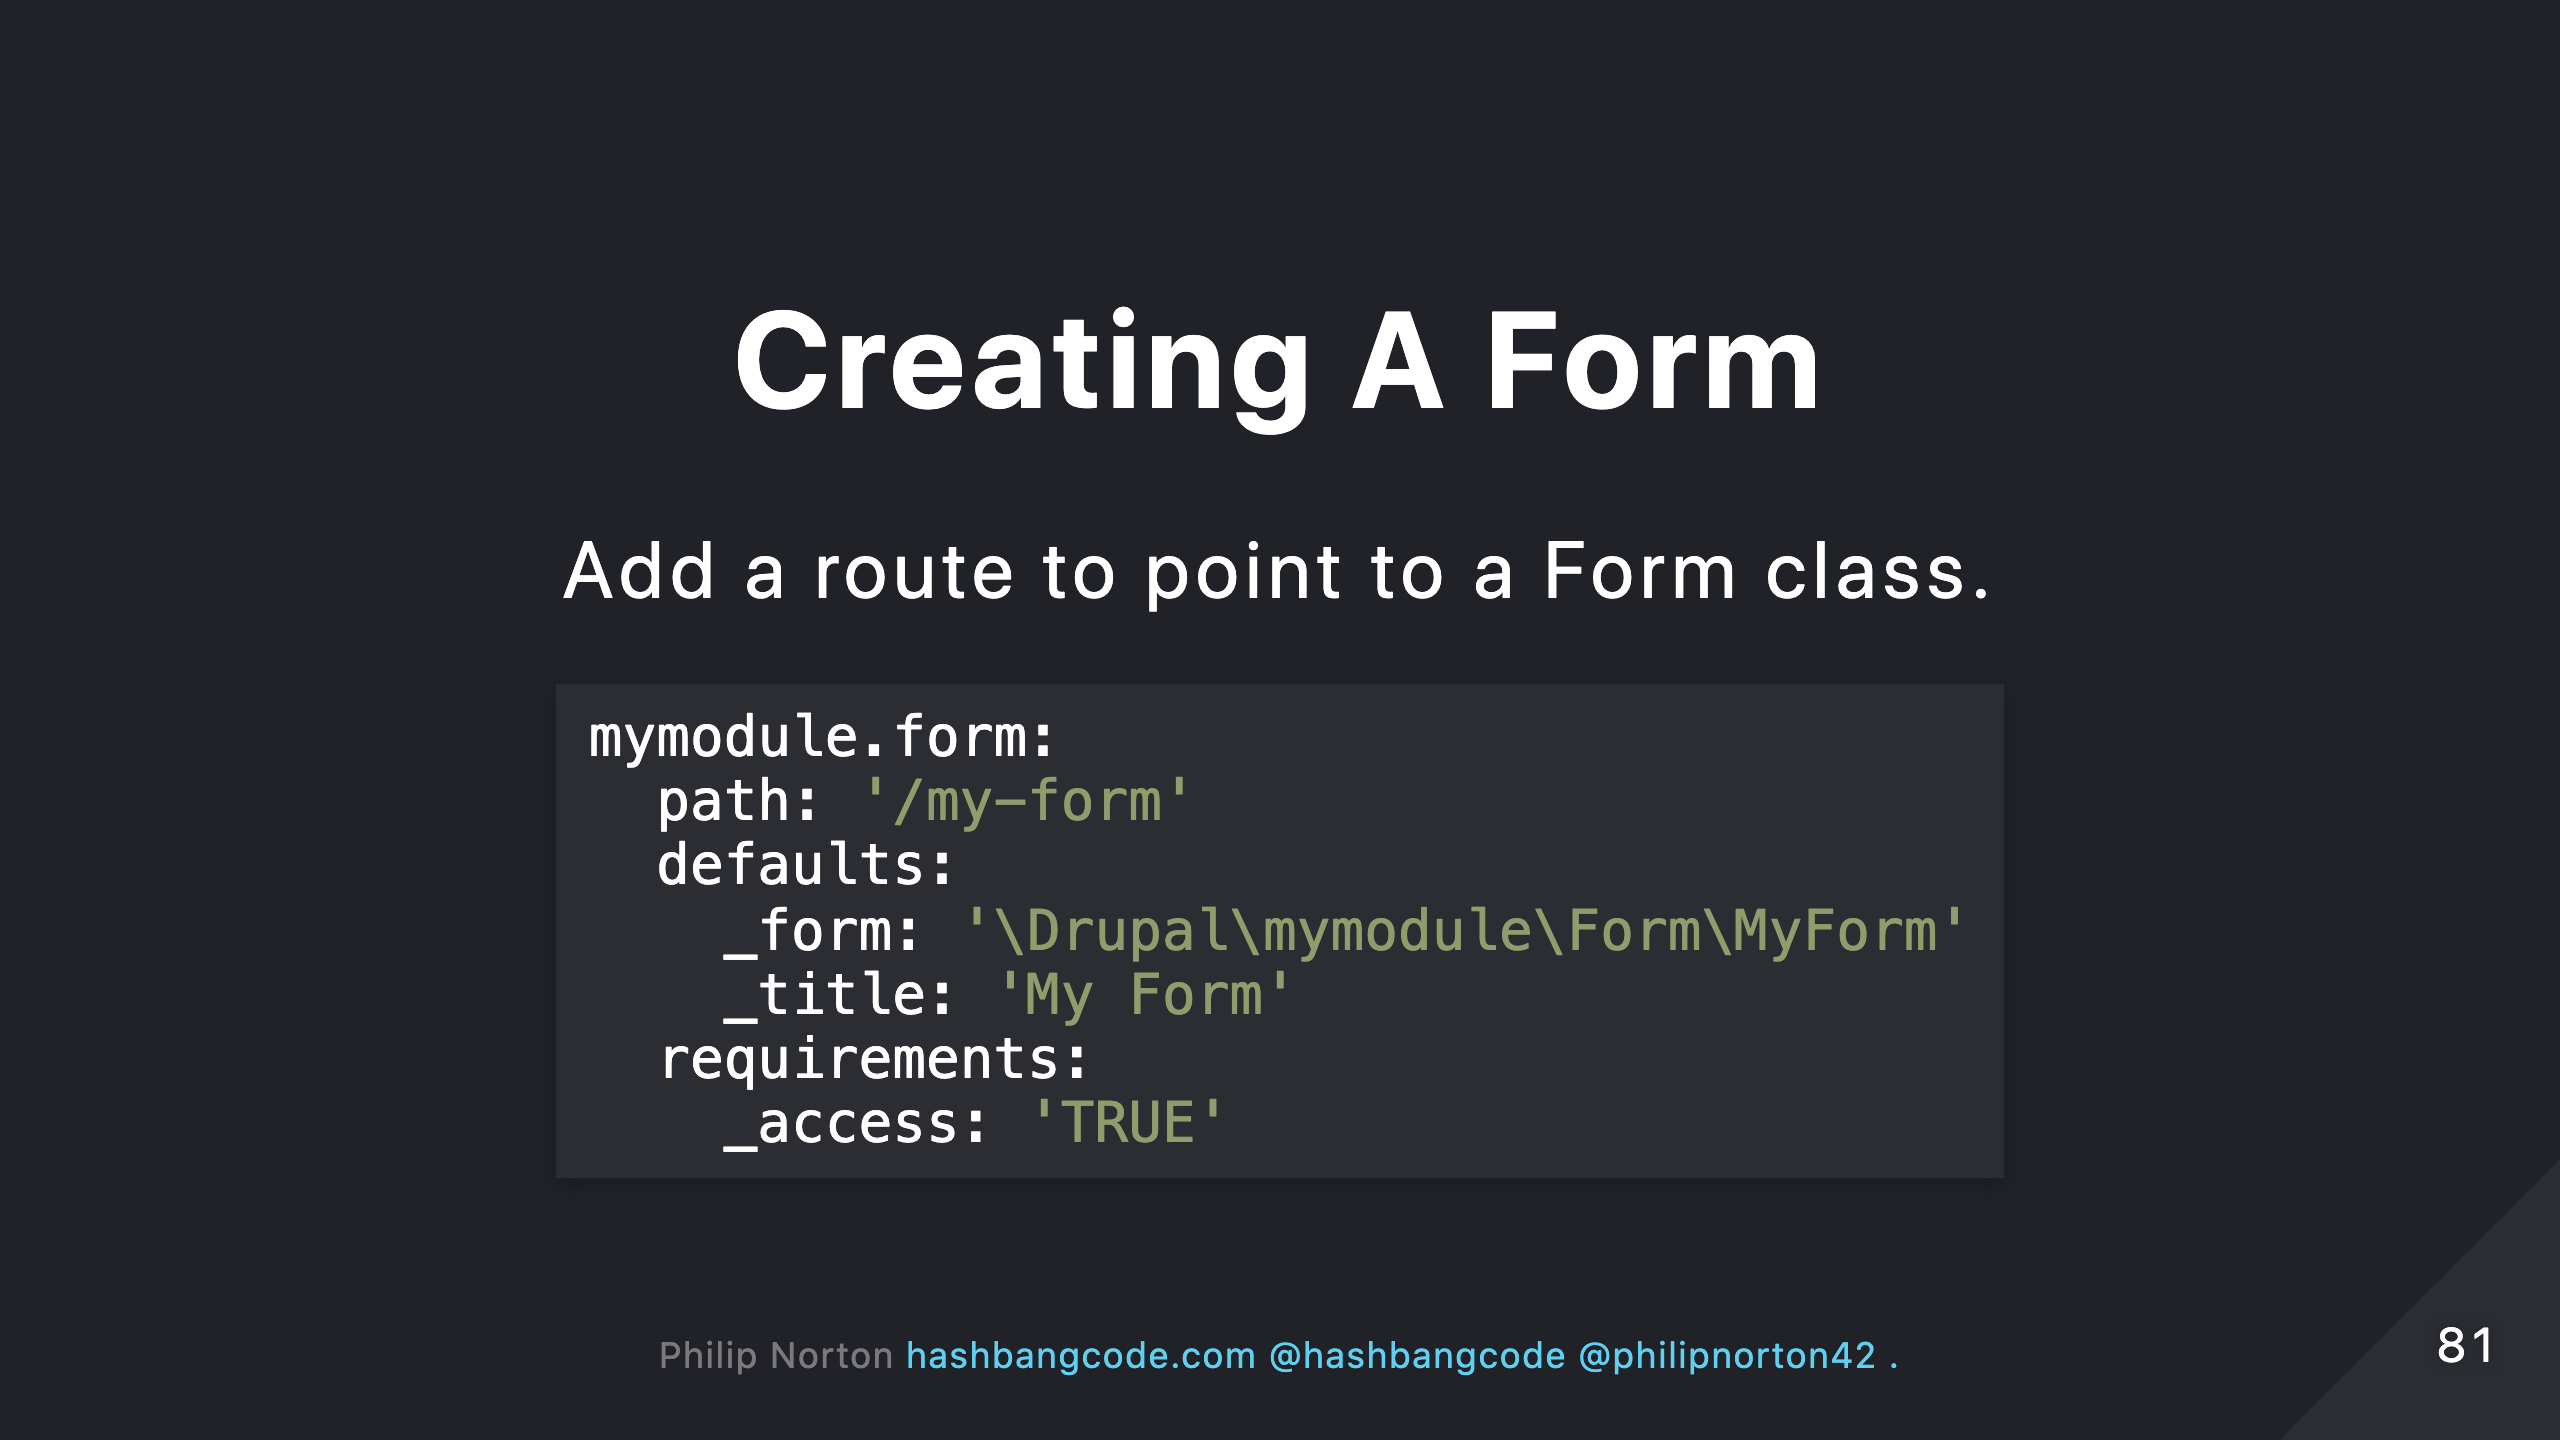 Creating A Form
Add a route to point to a Form class.
mymodule.form:
  path: '/my-form'
  defaults:
    _form: '\Drupal\mymodule\Form\MyForm'
    _title: 'My Form'
  requirements:
    _access: 'TRUE'
Philip Norton hashbangcode.com @hashbangcode @philipnorton42 .
81